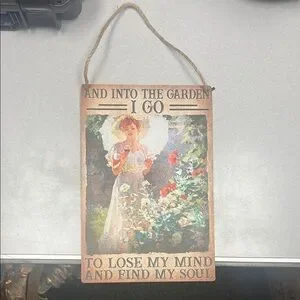 AND INTO THE GARDEN
I GO
TO LOSE MY MIND
AND FIND MY SOUL